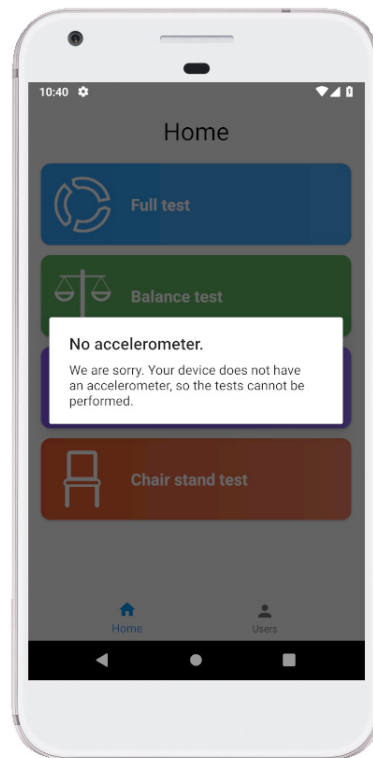 10:40
Home
Full test
Balance test
No accelerometer.
We are sorry. Your device does not have
an accelerometer, so the tests cannot be
performed.
Chair stand test
Home
Users